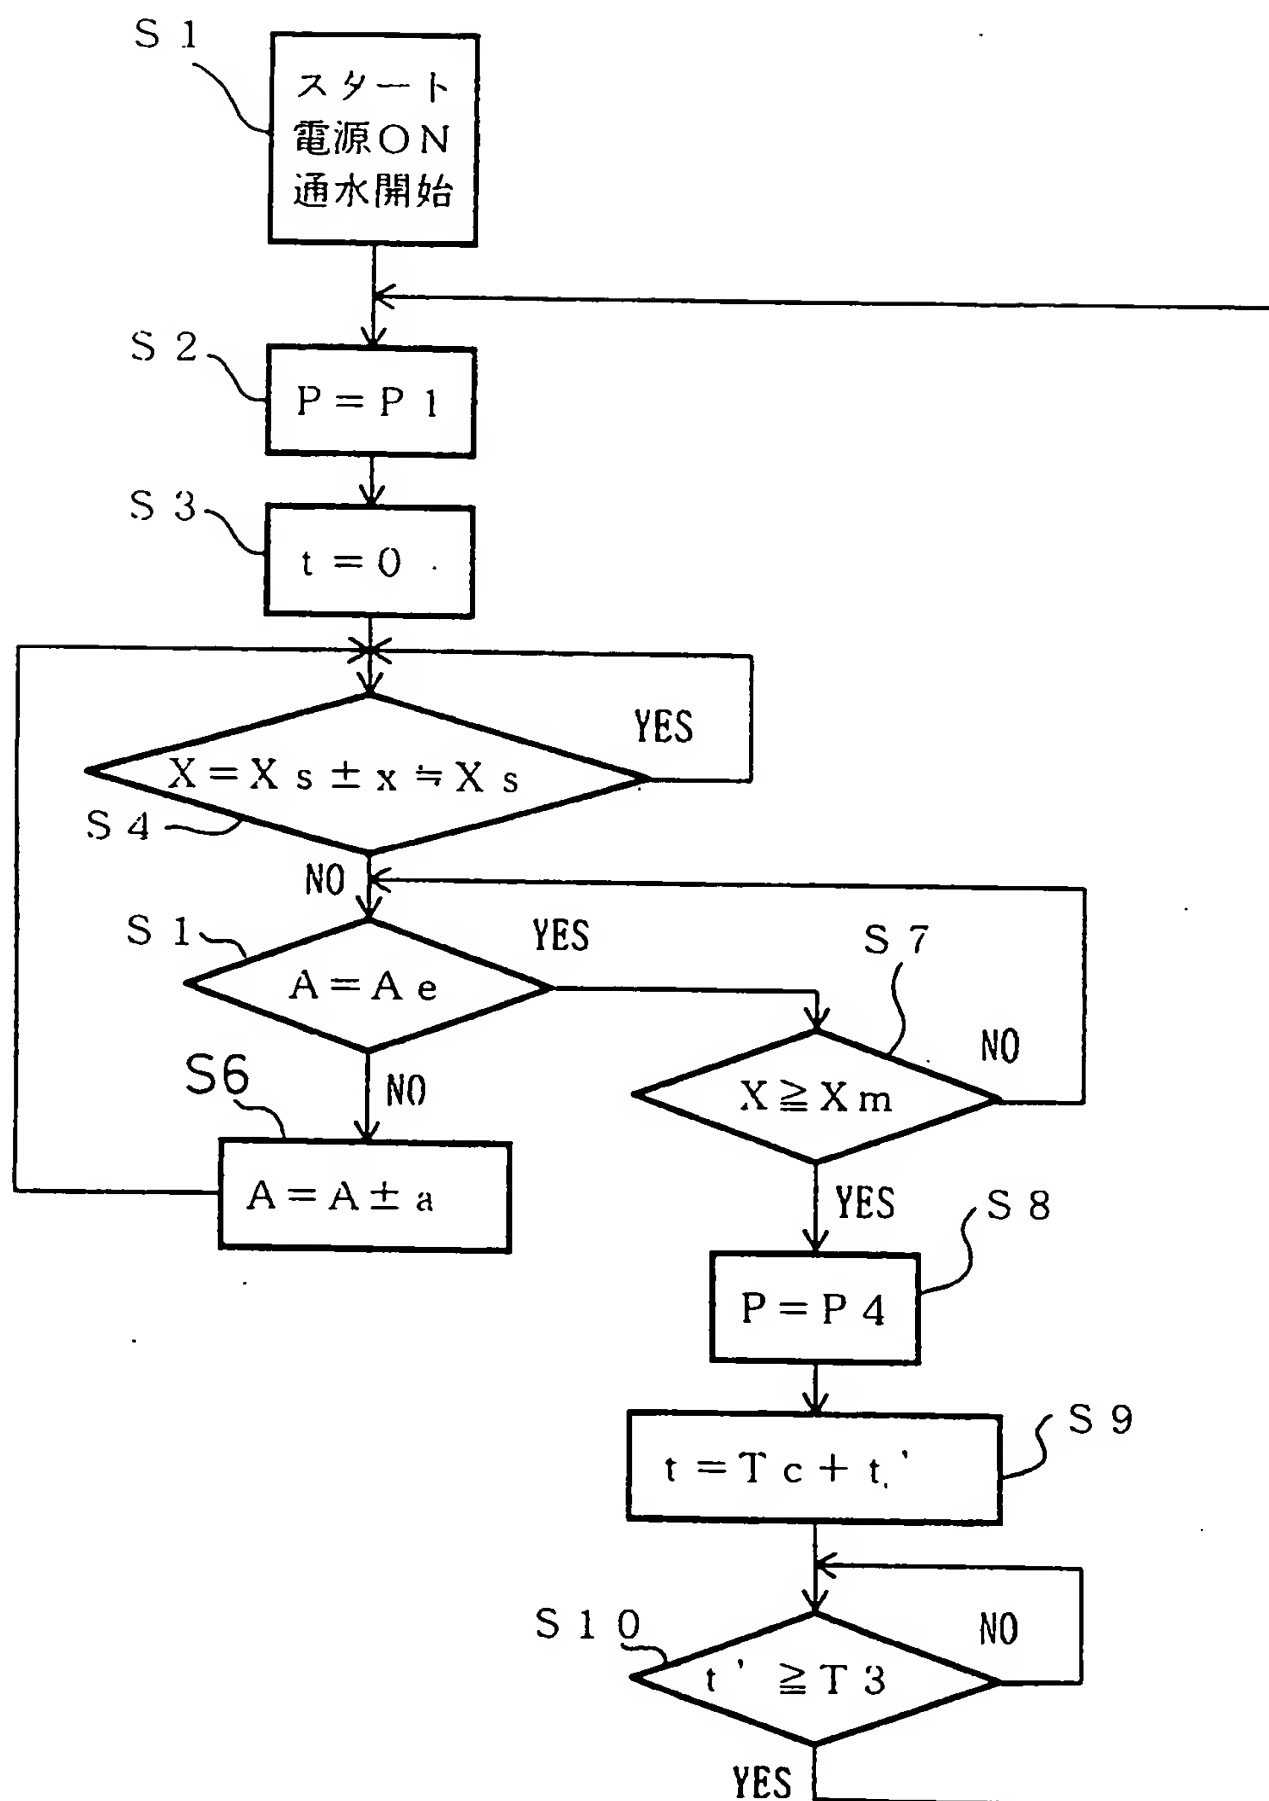 S 1
スタート
電源ON
通水開始
S 2
P = P 1
S 3
t = 0
YES
X = X s ± x ≒ X s
S 4
NO
S 1
YES
A = A e
S 7
NO
X ≧ X m
S6
NO
A = A ± a
YES
S 8
P = P 4
S 9
t = T c + t '
S 1 0
NO
t ' ≧ T 3
YES